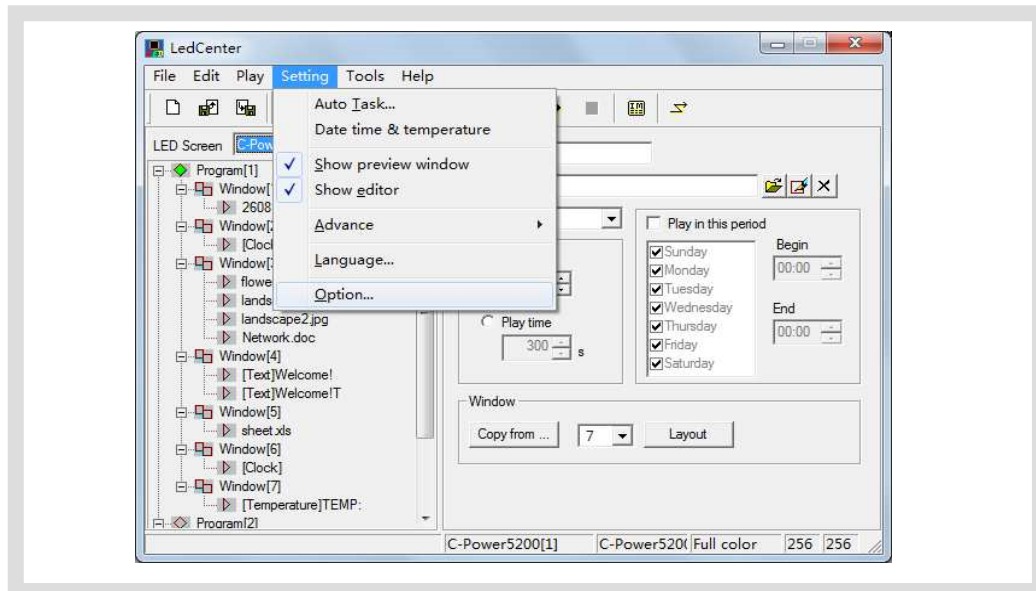 LedCenter
File Edit Play Setting Tools Help
Auto Task...
Date time & temperature
Show preview window
Show editor
Advance
Language...
Option...
LED Screen C-Pow
Program[1]
Window[
2608
Window[2
[Clock
Window[
flowe
lands
landscape2.jpg
Network.doc
Window[4]
[Text]Welcome!
[Text]Welcome!T
Window[5]
sheet.xls
Window[6]
[Clock]
Window[7]
[Temperature]TEMP:
Program[2]
Play time
300 s
Play in this period
Sunday
Monday
Tuesday
Wednesday
Thursday
Friday
Saturday
Begin
00:00
End
00:00
Window
Copy from ... 7 Layout
C-Power5200[1] C-Power520( Full color 256 256